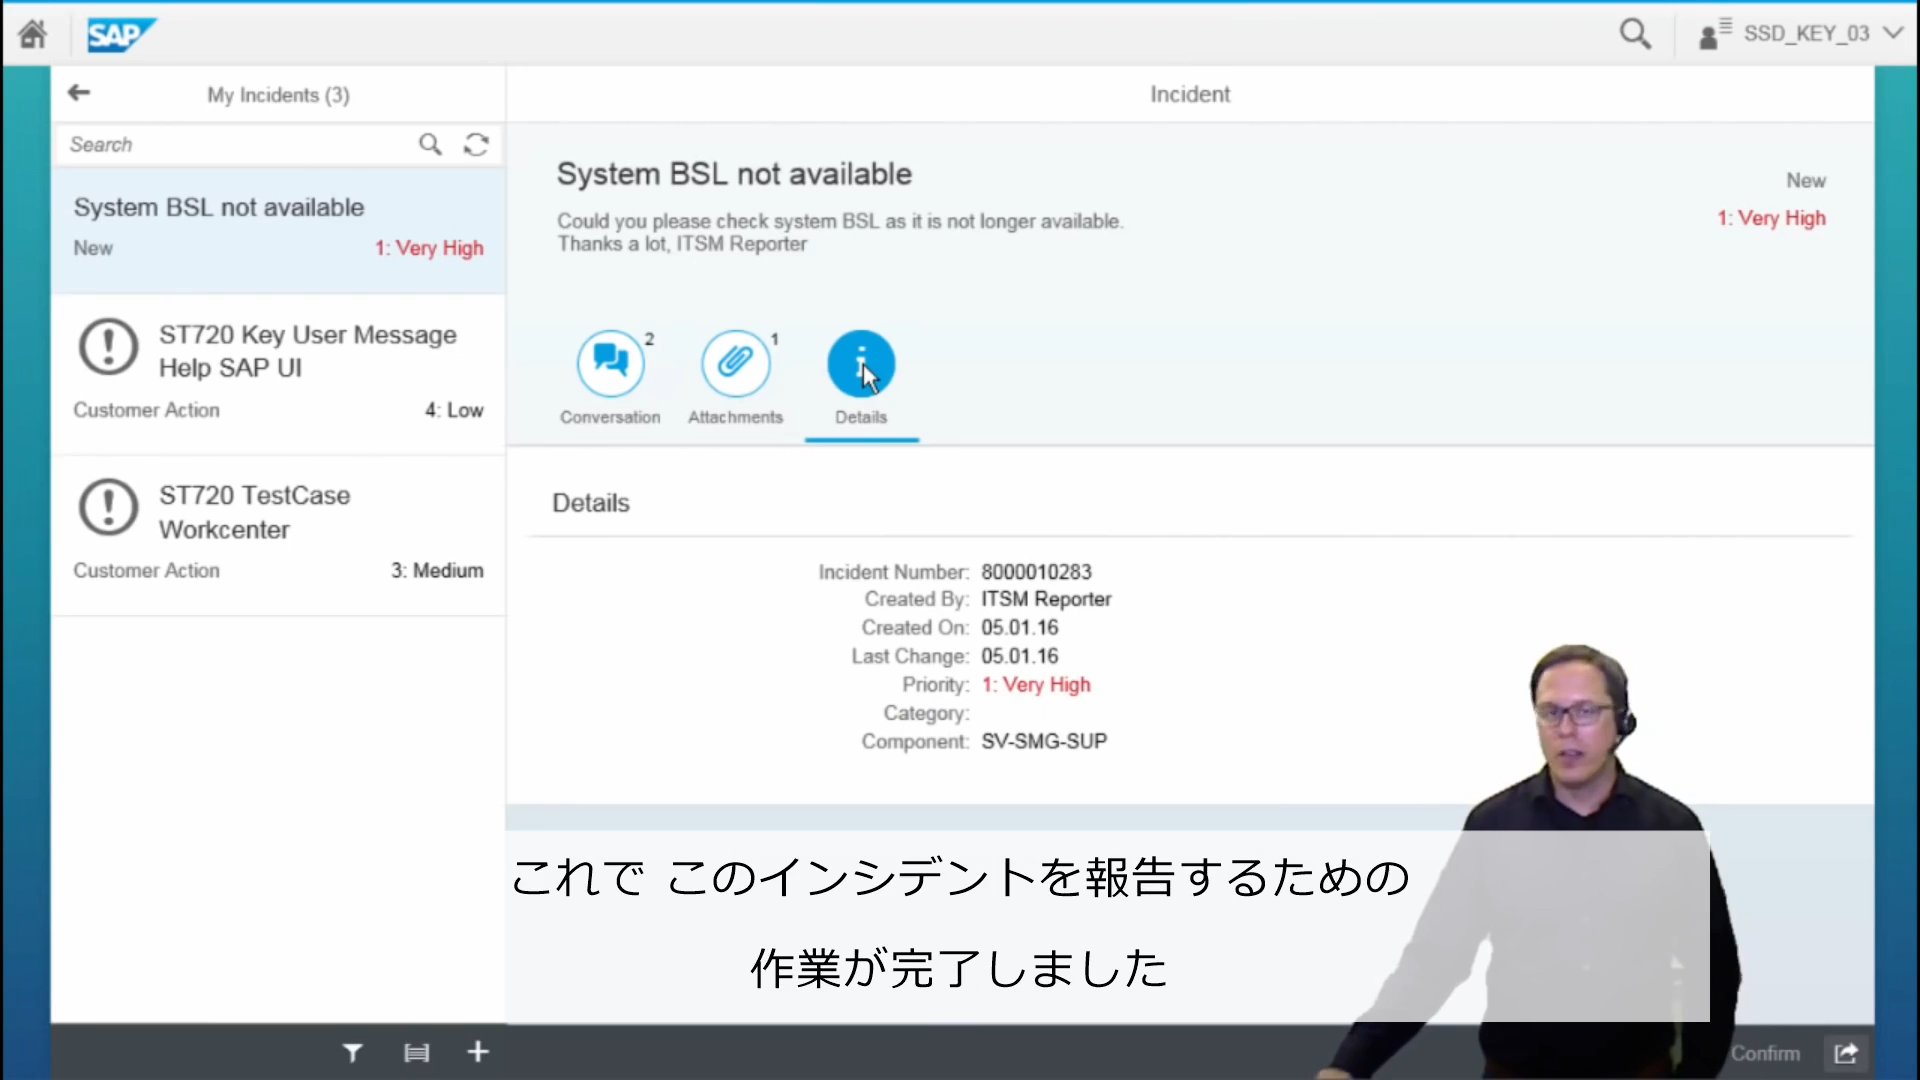 SAP
SSD_KEY_03
My Incidents (3)
Incident
Search
System BSL not available
New
1: Very High
ST720 Key User Message
Help SAP UI
Customer Action
4: Low
ST720 TestCase
Workcenter
Customer Action
3: Medium
System BSL not available
New
Could you please check system BSL as it is not longer available.
1: Very High
Thanks a lot, ITSM Reporter
2
1
Conversation
Attachments
Details
Details
Incident Number: 8000010283
Created By: ITSM Reporter
Created On: 05.01.16
Last Change: 05.01.16
Priority: 1: Very High
Category:
Component: SV-SMG-SUP
これで このインシデントを報告するための
作業が完了しました
Confirm